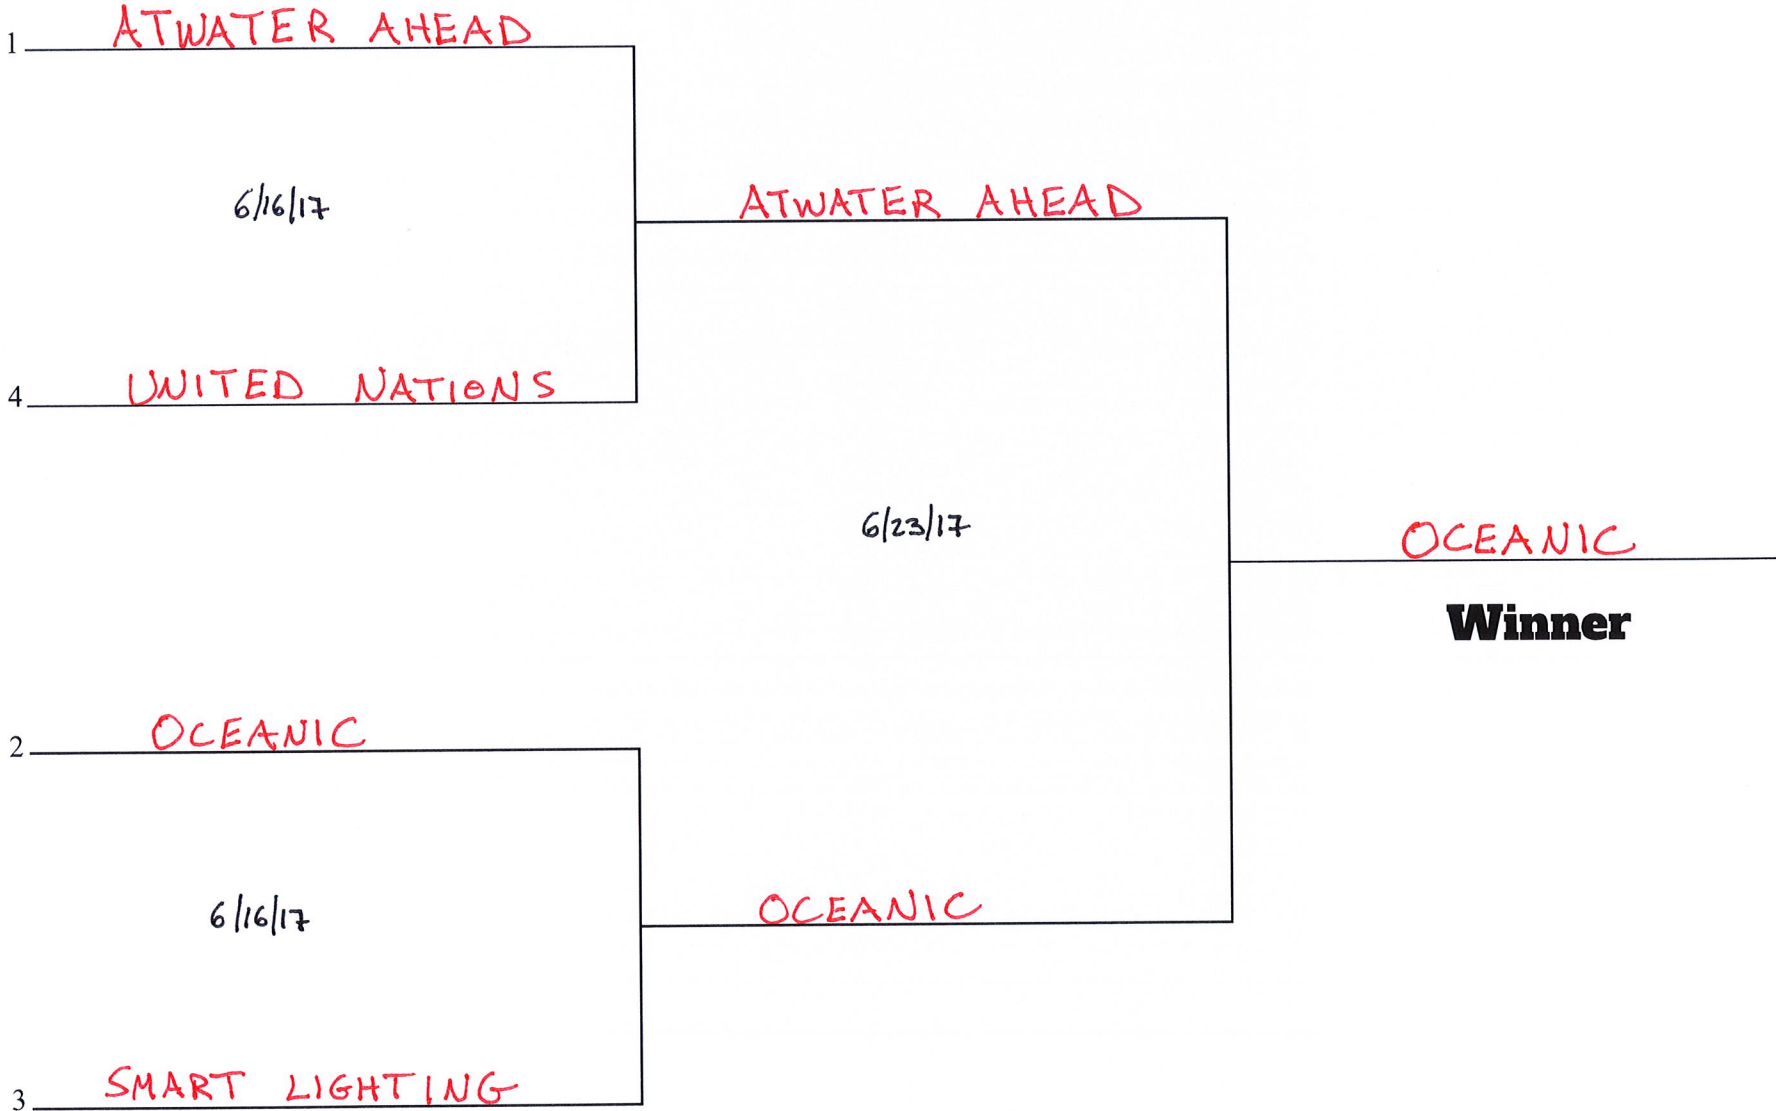 1 ATWATER AHEAD
6/16/17
ATWATER AHEAD
4 UNITED NATIONS
6/23/17
OCEANIC
Winner
2 OCEANIC
6/16/17
OCEANIC
3 SMART LIGHTING